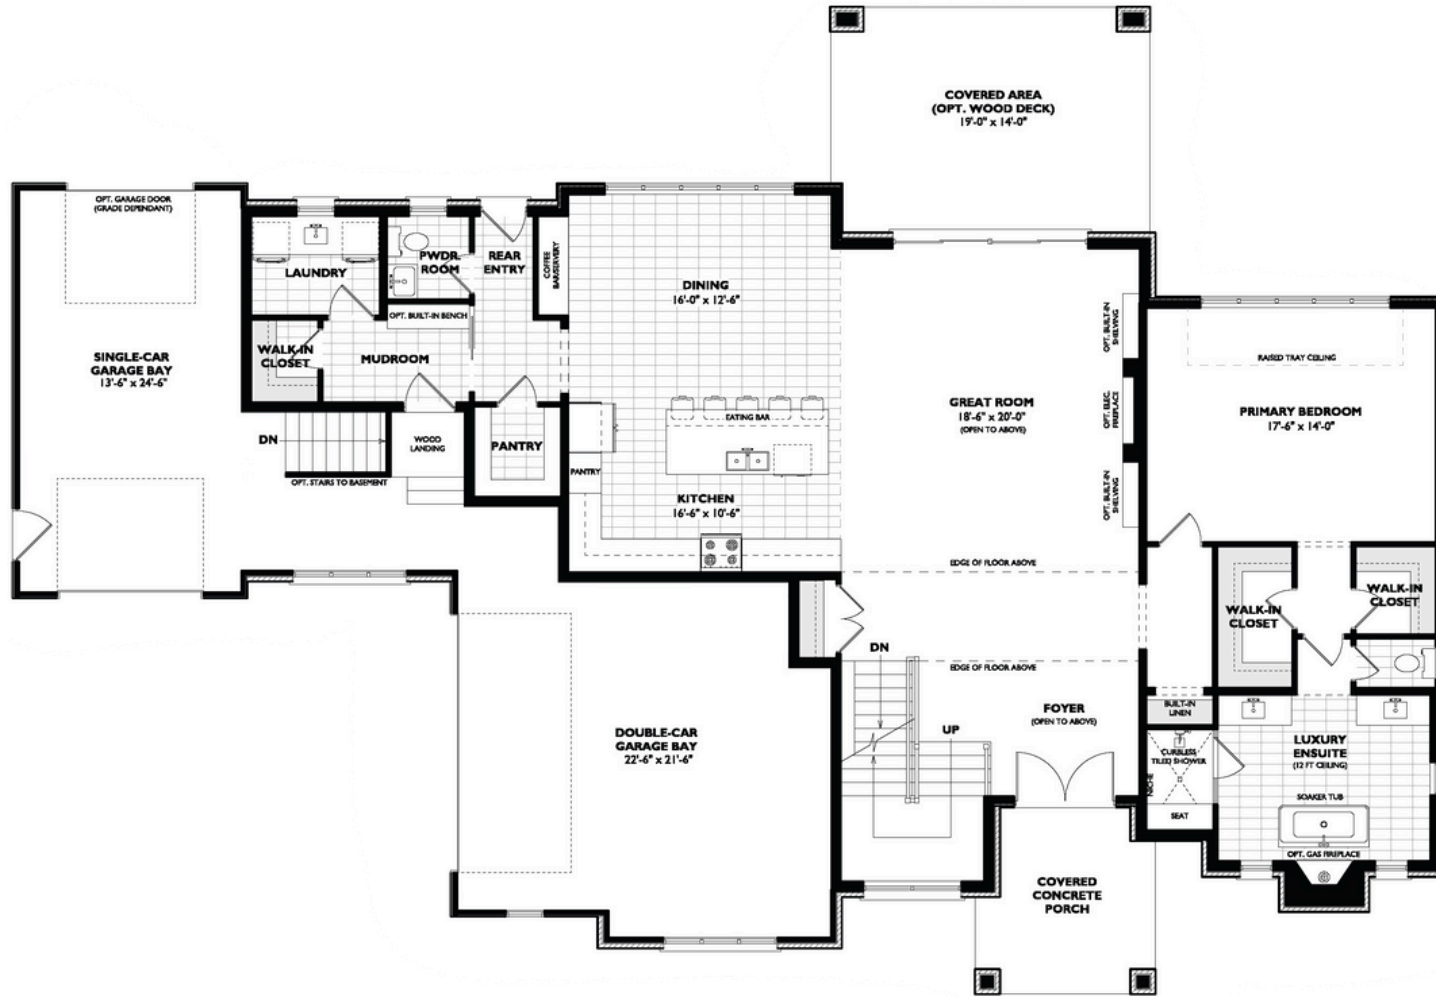 COVERED AREA
(OPT. WOOD DECK)
19'-0" x 14'-0"
OPT. GARAGE DOOR
(GRADE DEPENDANT)
LAUNDRY
PWDR.
ROOM
REAR
ENTRY
COFFEE
BAR/SERVERY
DINING
16'-0" x 12'-6"
OPT. BUILT-IN BENCH
WALK-IN
CLOSET
MUDROOM
SINGLE-CAR
GARAGE BAY
13'-6" x 24'-6"
OPT. BUILT-IN
SHELVING
RAISED TRAY CEILING
GREAT ROOM
18'-6" x 20'-0"
(OPEN TO ABOVE)
OPT. ELEC.
FIREPLACE
PRIMARY BEDROOM
17'-6" x 14'-0"
EATING BAR
DN
WOOD
LANDING
PANTRY
OPT. STAIRS TO BASEMENT
PANTRY
KITCHEN
16'-6" x 10'-6"
OPT. BUILT-IN
SHELVING
EDGE OF FLOOR ABOVE
WALK-IN
CLOSET
WALK-IN
CLOSET
DN
EDGE OF FLOOR ABOVE
FOYER
(OPEN TO ABOVE)
BUILT-IN
LINEN
UP
DOUBLE-CAR
GARAGE BAY
22'-6" x 21'-6"
CURBLESS
TILED SHOWER
NICHE
SEAT
LUXURY
ENSUITE
(12 FT CEILING)
SOAKER TUB
OPT. GAS FIREPLACE
COVERED
CONCRETE
PORCH